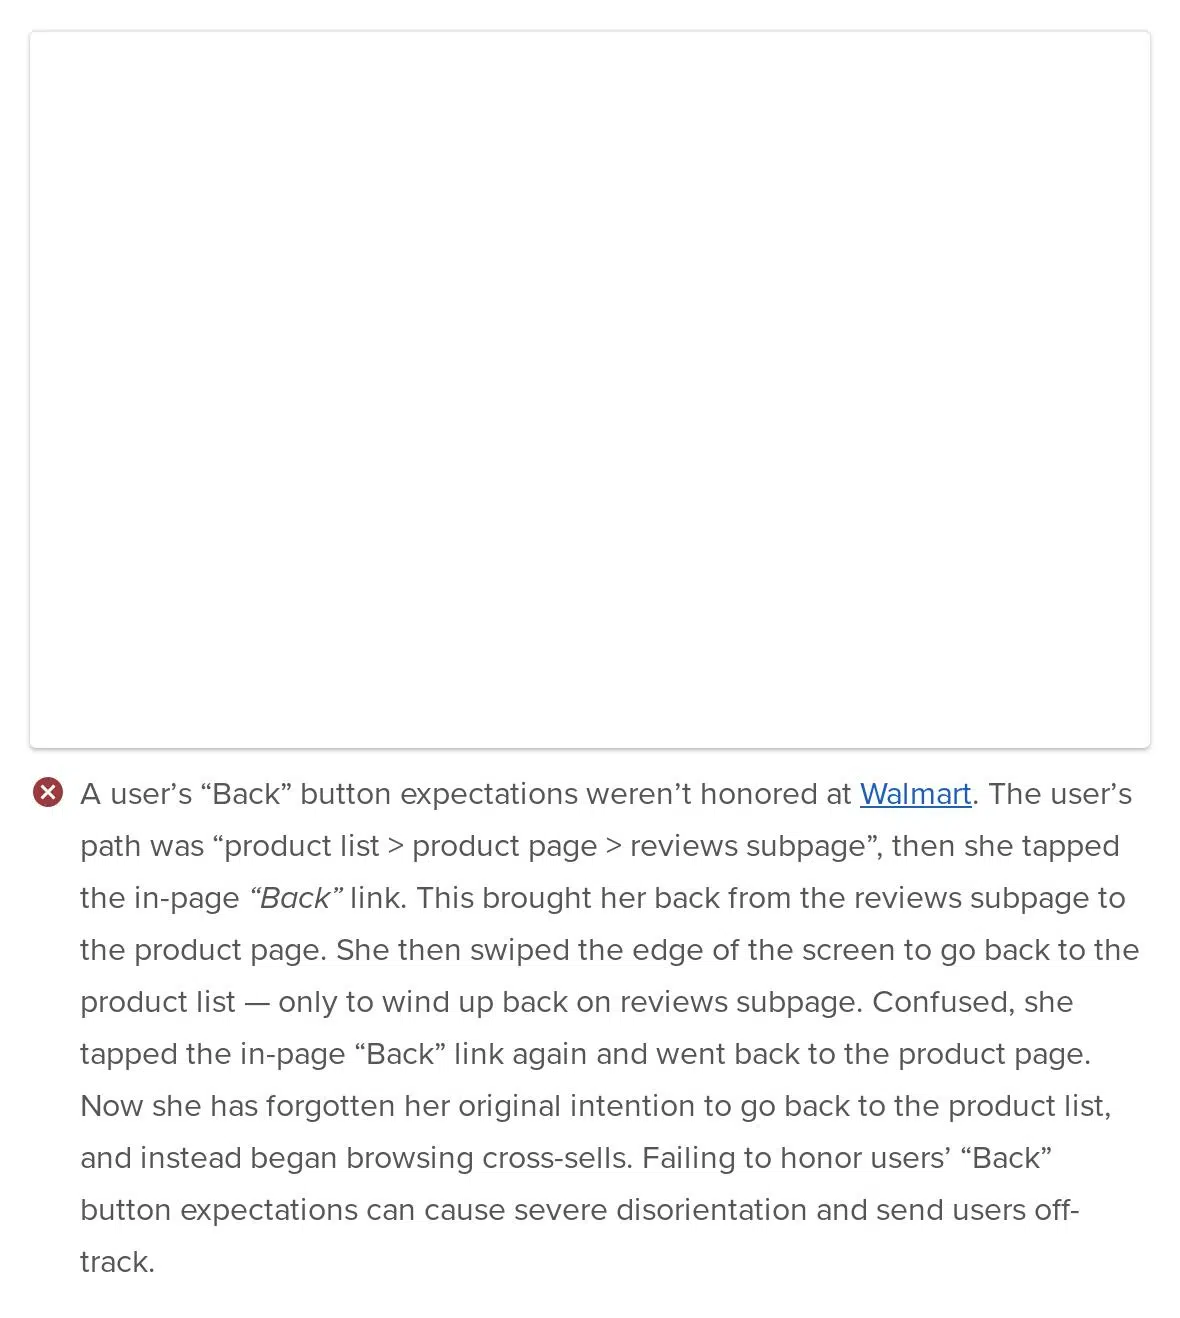 A user’s “Back” button expectations weren’t honored at Walmart. The user’s
path was “product list > product page > reviews subpage”, then she tapped
the in-page “Back” link. This brought her back from the reviews subpage to
the product page. She then swiped the edge of the screen to go back to the
product list — only to wind up back on reviews subpage. Confused, she
tapped the in-page “Back” link again and went back to the product page.
Now she has forgotten her original intention to go back to the product list,
and instead began browsing cross-sells. Failing to honor users’ “Back”
button expectations can cause severe disorientation and send users off-
track.